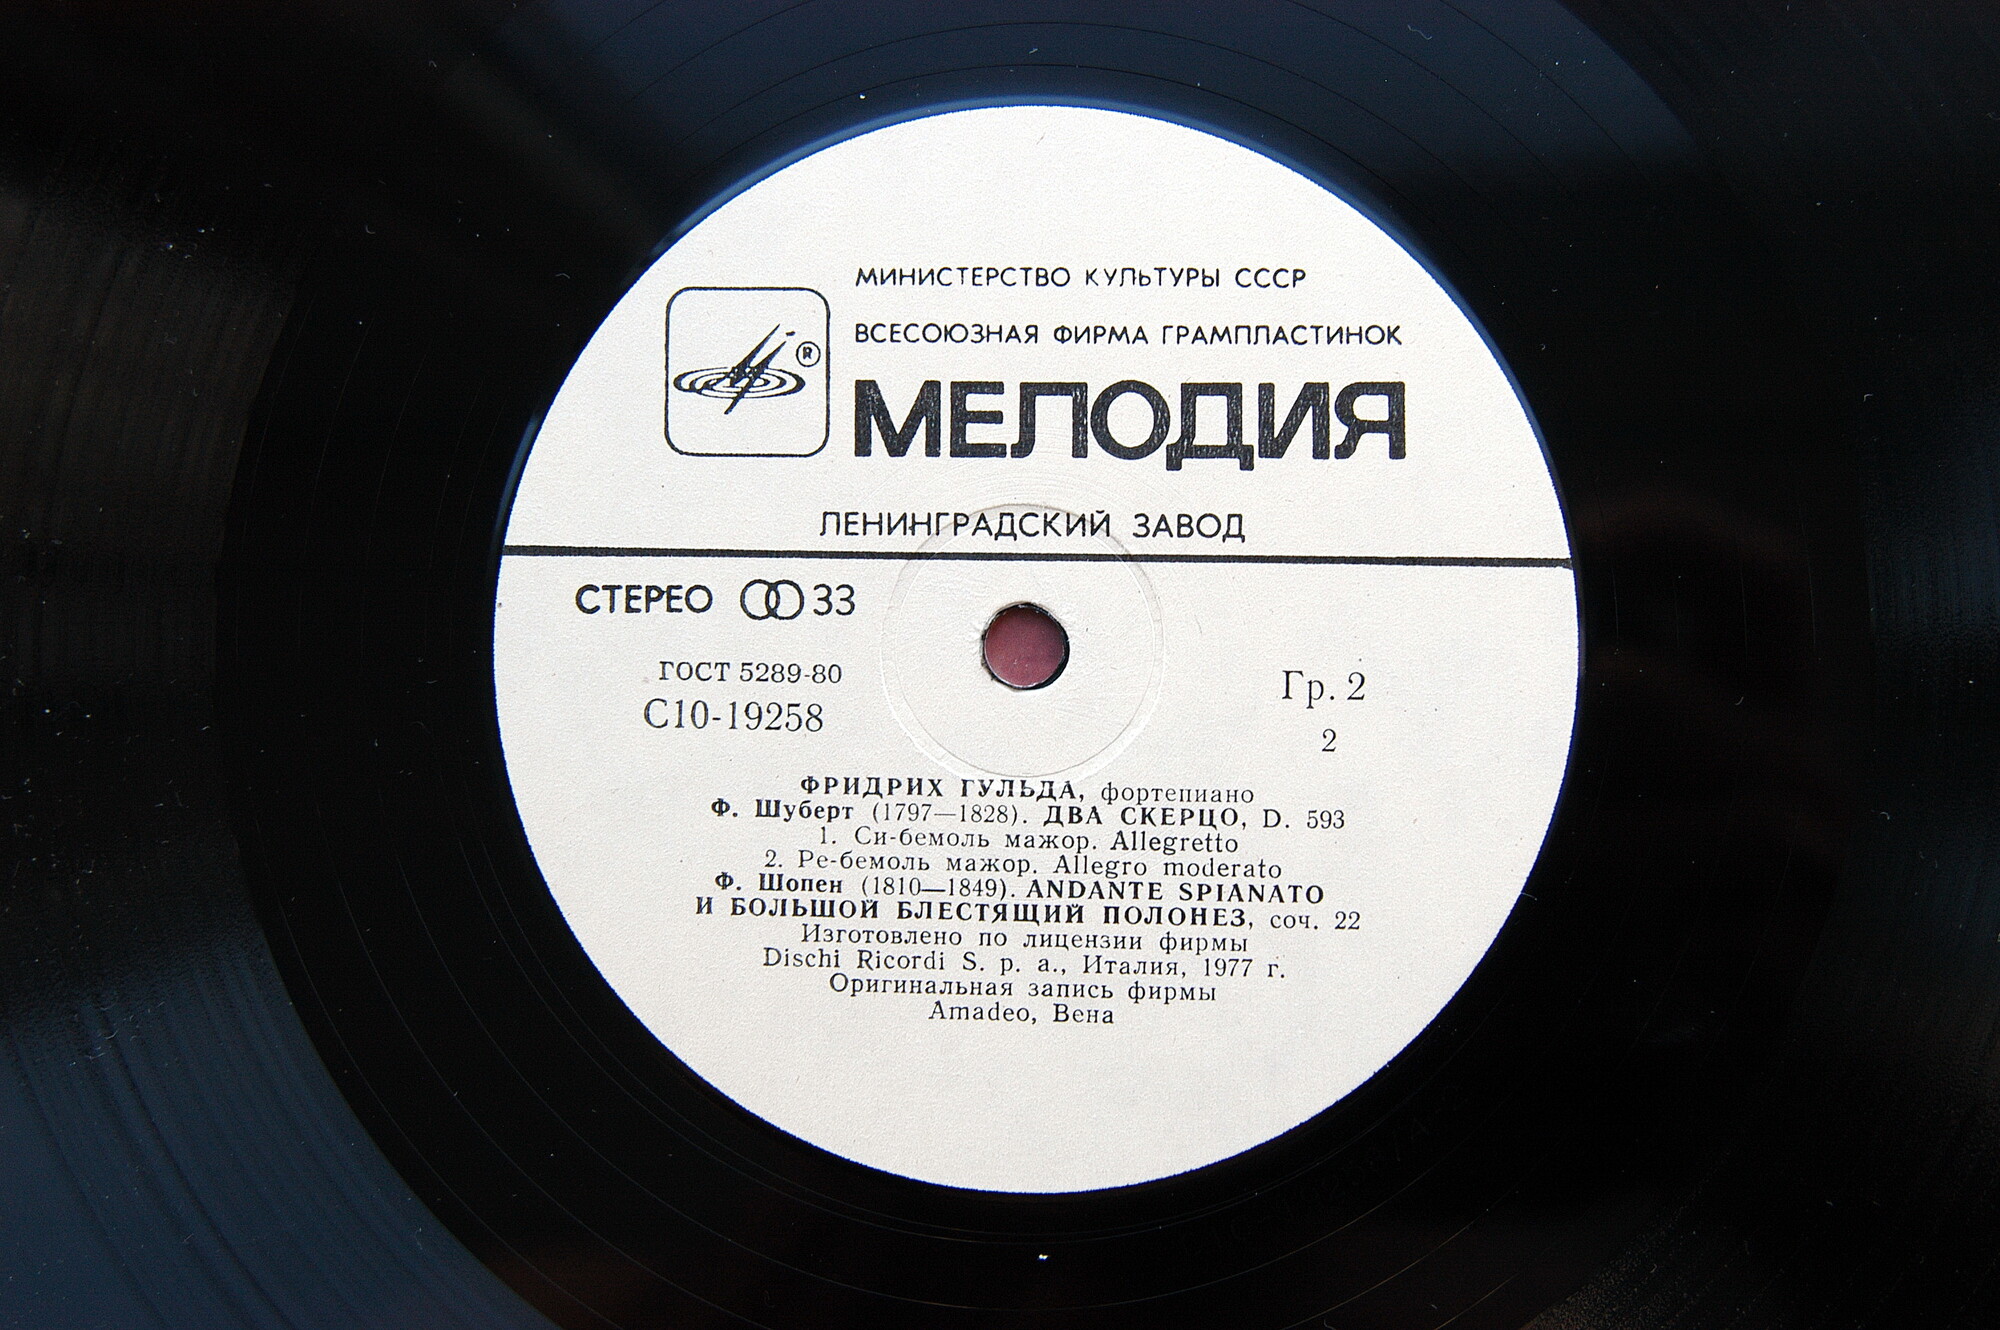 МИНИСТЕРСТВО КУЛЬТУРЫ СССР
ВСЕСОЮЗНАЯ ФИРМА ГРАМПЛАСТИНОК
®
МЕЛОДИЯ
ЛЕНИНГРАДСКИЙ ЗАВОД
СТЕРЕО 33
ГОСТ 5289-80
С10-19258
Гр. 2
2
ФРИДРИХ ГУЛЬДА, фортепиано
Ф. Шуберт (1797—1828). ДВА СКЕРЦО, D. 593
1. Си-бемоль мажор. Allegretto
2. Ре-бемоль мажор. Allegro moderato
Ф. Шопен (1810—1849). ANDANTE SPIANATO
И БОЛЬШОЙ БЛЕСТЯЩИЙ ПОЛОНЕЗ, соч. 22
Изготовлено по лицензии фирмы
Dischi Ricordi S. p. a., Италия, 1977 г.
Оригинальная запись фирмы
Amadeo, Вена